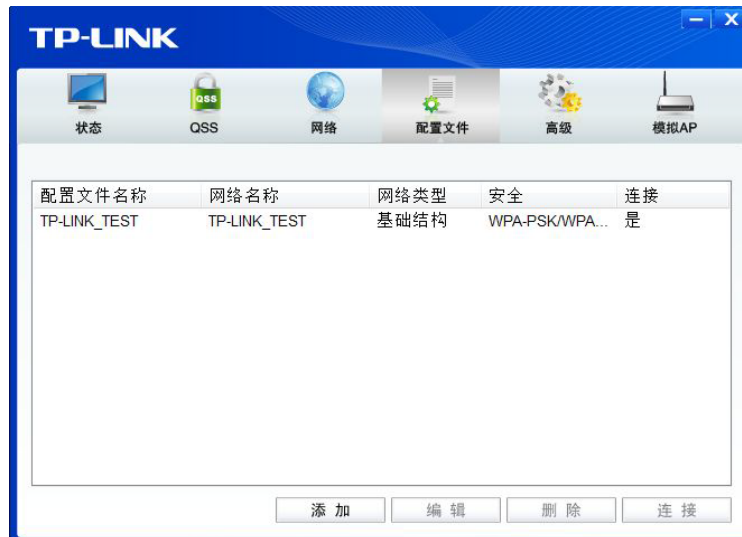 TP-LINK
QSS
状态 QSS 网络 配置文件 高级 模拟AP
配置文件名称 网络名称 网络类型 安全 连接
TP-LINK_TEST TP-LINK_TEST 基础结构 WPA-PSK/WPA... 是
添 加 编 辑 删 除 连 接